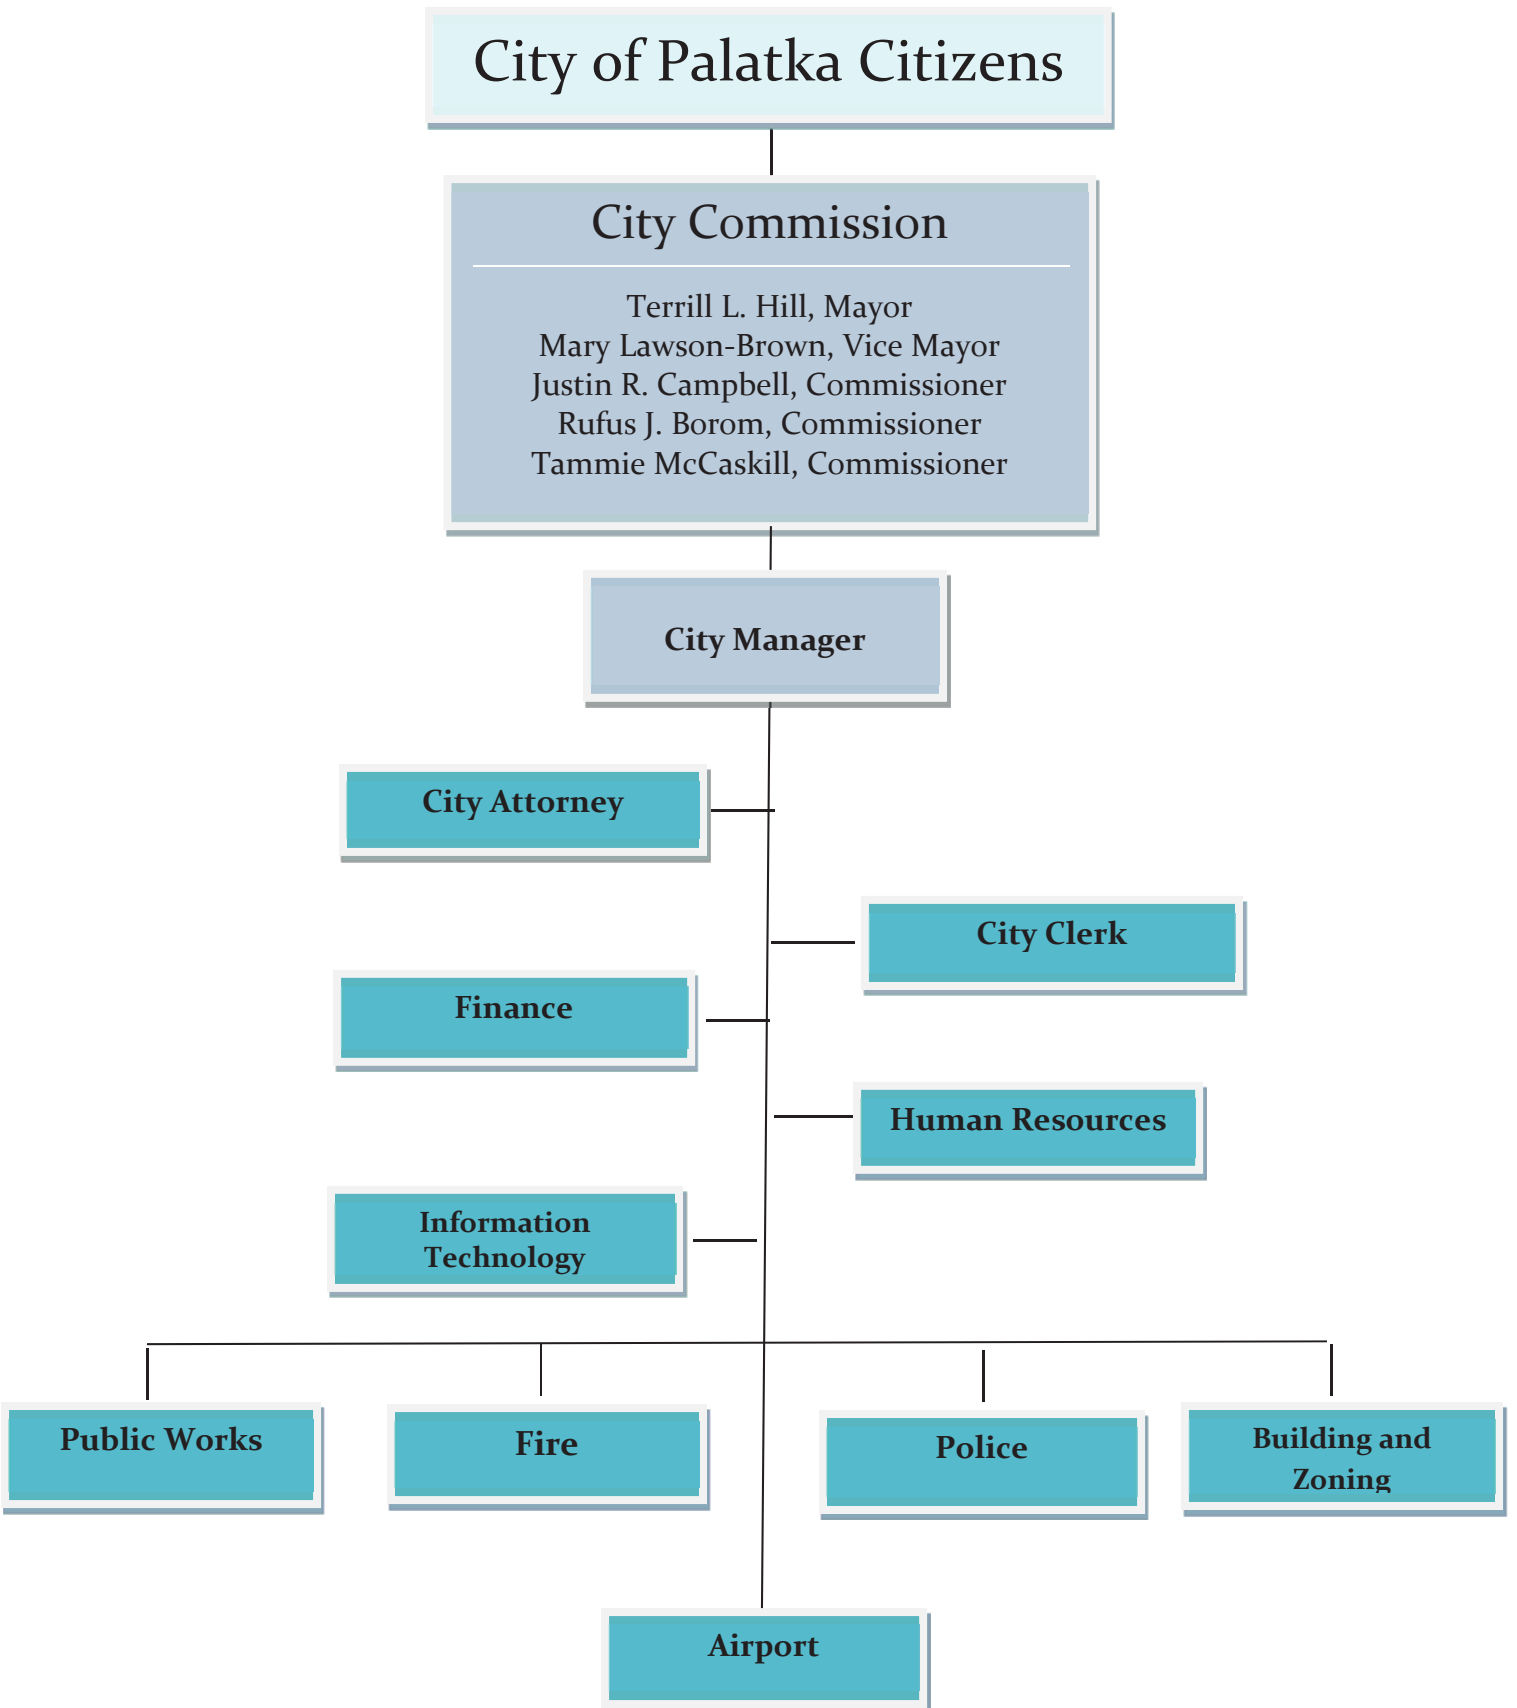 City of Palatka Citizens
City Commission
Terrill L. Hill, Mayor
Mary Lawson-Brown, Vice Mayor
Justin R. Campbell, Commissioner
Rufus J. Borom, Commissioner
Tammie McCaskill, Commissioner
City Manager
City Attorney
City Clerk
Finance
Human Resources
Information
Technology
Public Works
Fire
Police
Building and
Zoning
Airport